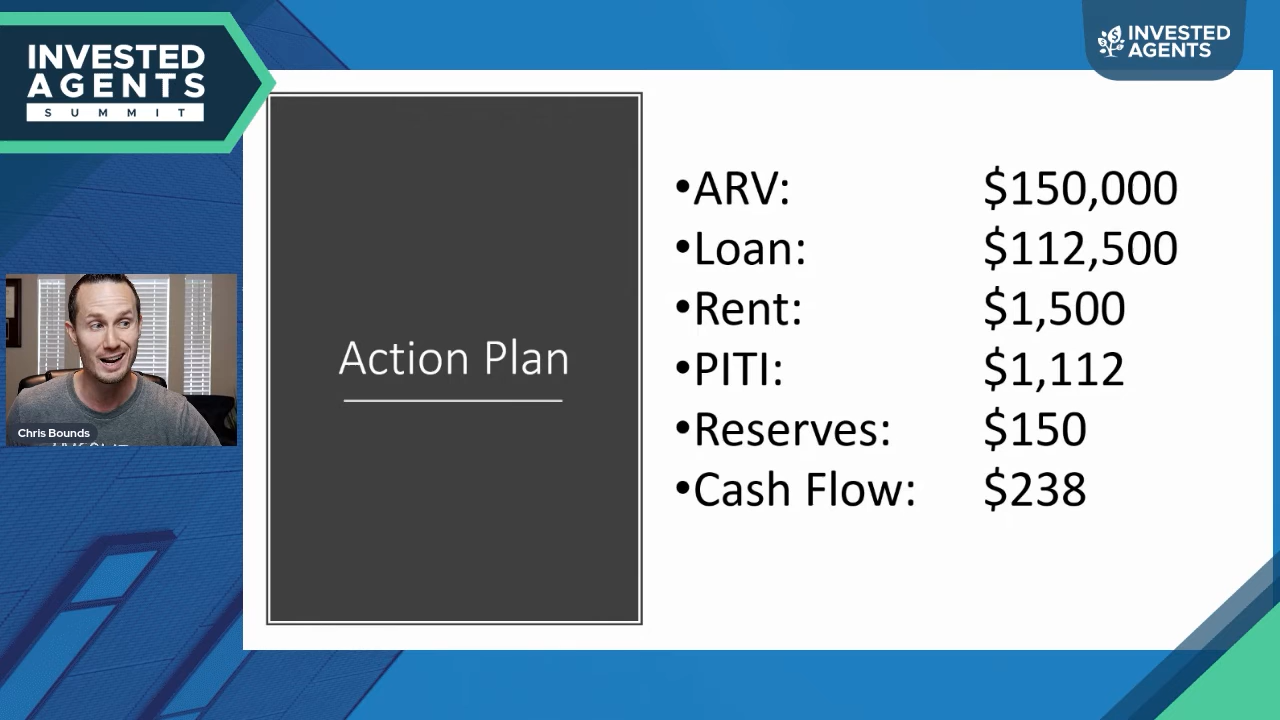 INVESTED
AGENTS
SUMMIT
INVESTED
AGENTS
Action Plan
•ARV: $150,000
•Loan: $112,500
•Rent: $1,500
•PITI: $1,112
•Reserves: $150
•Cash Flow: $238
Chris Bounds